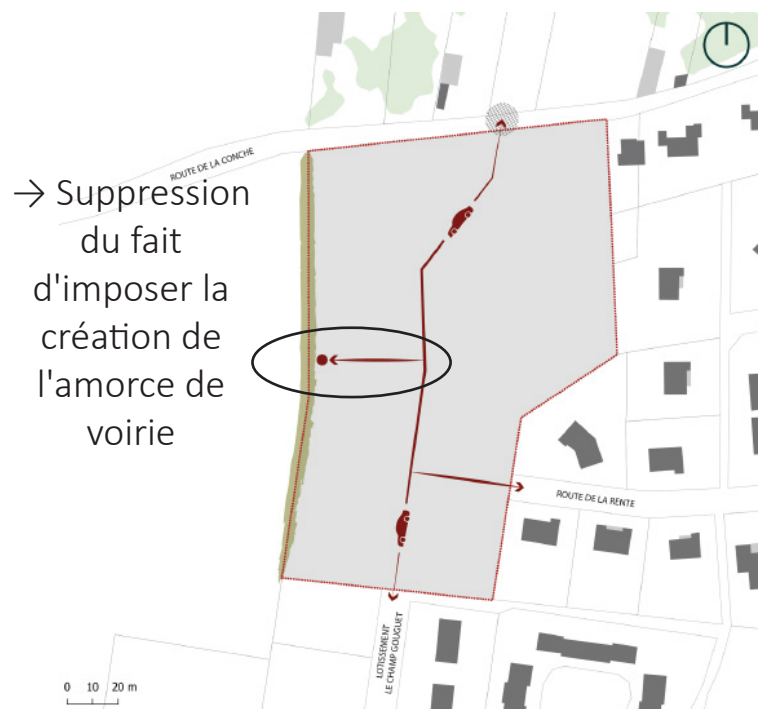 ROUTE DE LA CONCHE
→ Suppression
du fait
d'imposer la
création de
l'amorce de
voirie
ROUTE DE LA RENTE
LOTISSEMENT
LE CHAMP GOUGUET
0 10 20 m